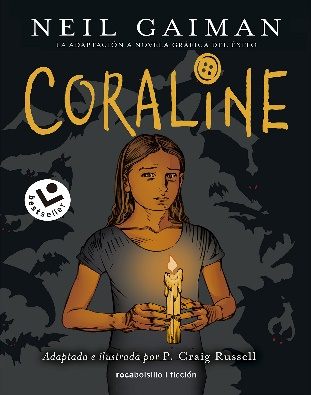 NEIL GAIMAN
LA ADAPTACIÓN A NOVELA GRÁFICA DEL ÉXITO
CORALINE
bestseller
Adaptado e ilustrado por P. Craig Russell
rocabolsillo | ficción